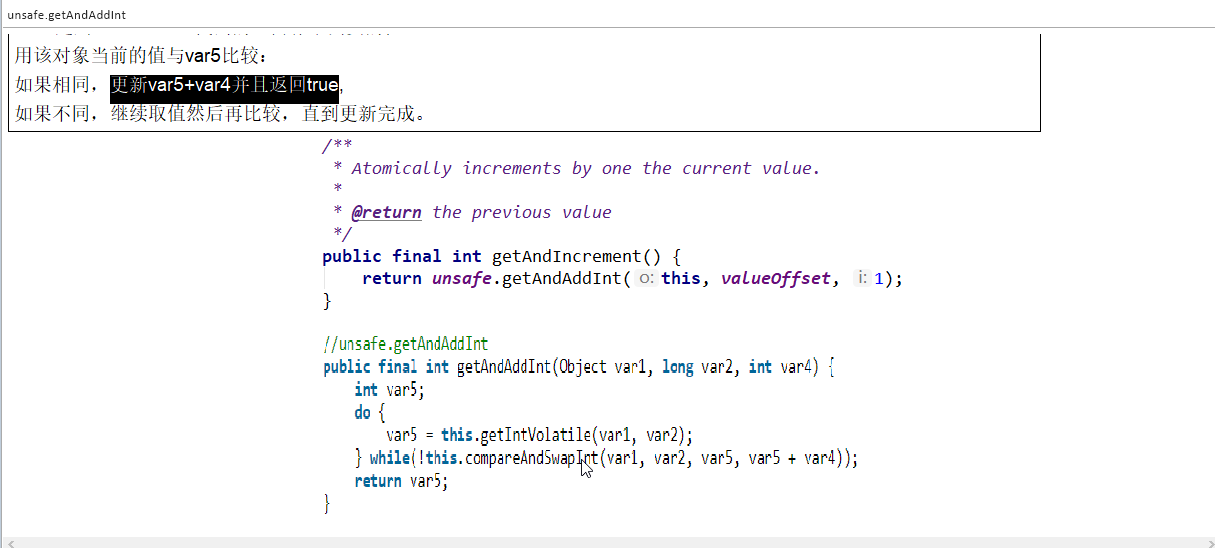 unsafe.getAndAddInt
用该对象当前的值与var5比较：
如果相同，更新var5+var4并且返回true,
如果不同，继续取值然后再比较，直到更新完成。
/**
 * Atomically increments by one the current value.
 *
 * @return the previous value
 */
public final int getAndIncrement() {
    return unsafe.getAndAddInt( o: this, valueOffset, i: 1);
}
//unsafe.getAndAddInt
public final int getAndAddInt(Object var1, long var2, int var4) {
    int var5;
    do {
        var5 = this.getIntVolatile(var1, var2);
    } while(!this.compareAndSwapInt(var1, var2, var5, var5 + var4));
    return var5;
}